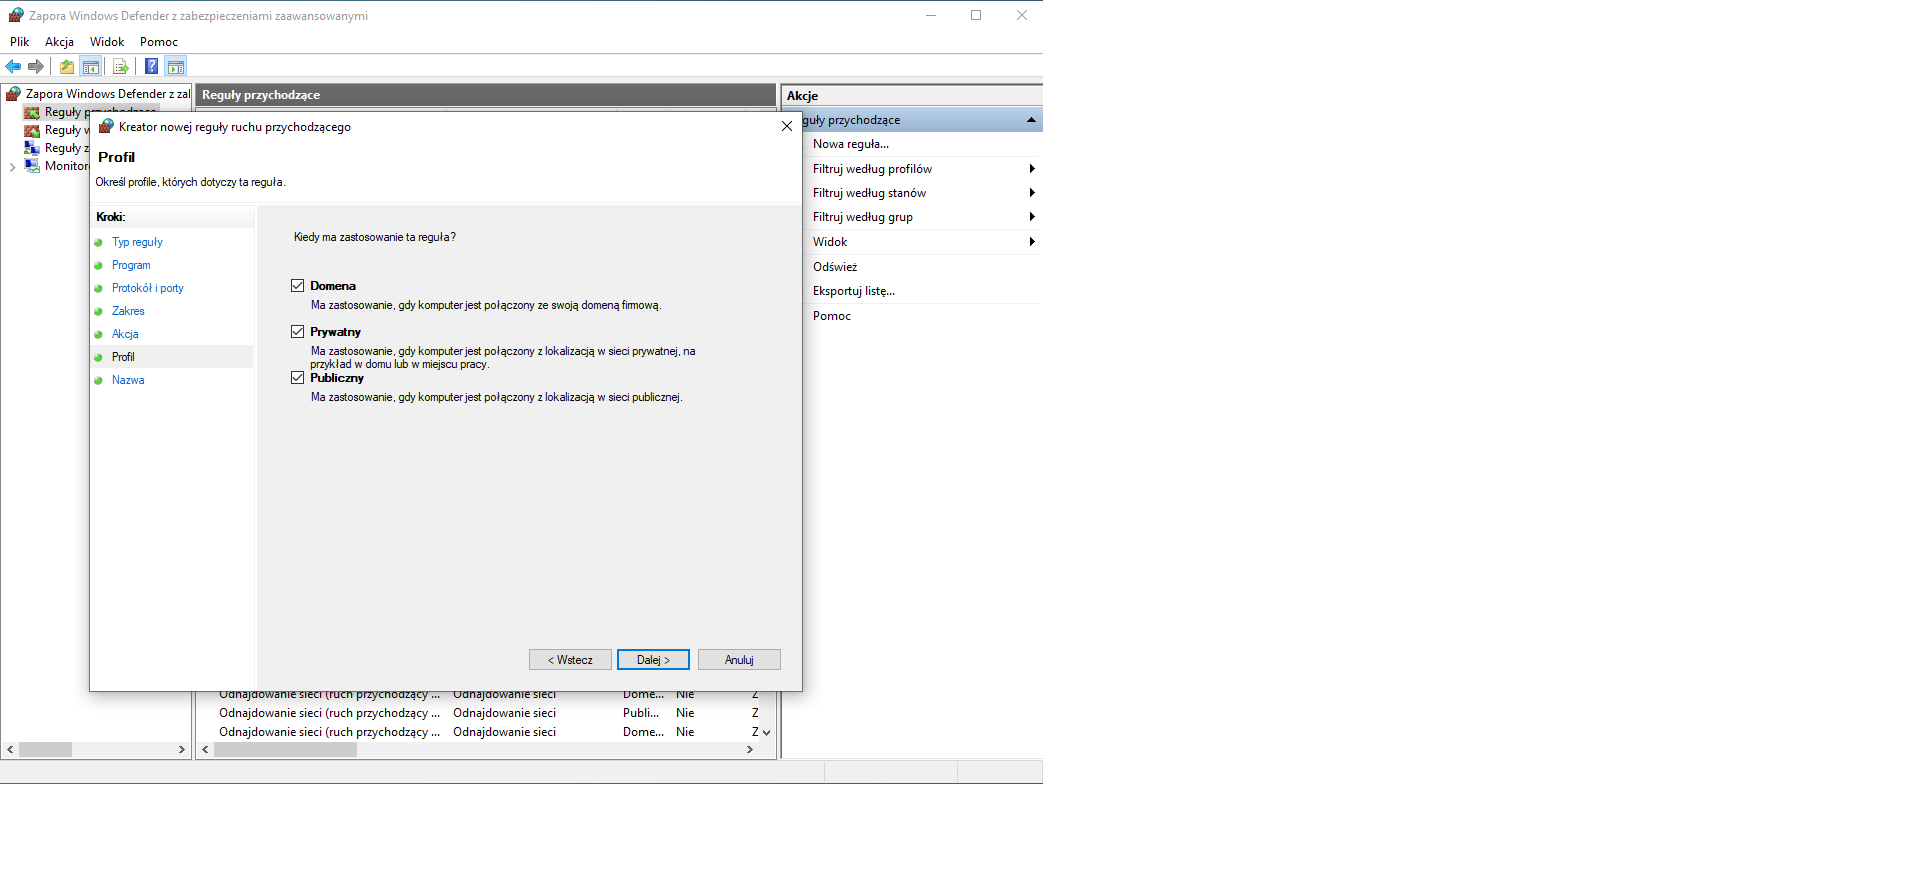 Zapora Windows Defender z zabezpieczeniami zaawansowanymi
Plik Akcja Widok Pomoc
Zapora Windows Defender z zal
Reguły przychodzące
Reguły w
Reguły z
Monitoro
Reguły przychodzące
Kreator nowej reguły ruchu przychodzącego
Profil
Określ profile, których dotyczy ta reguła.
Kroki:
Typ reguły
Program
Protokół i porty
Zakres
Akcja
Profil
Nazwa
Kiedy ma zastosowanie ta reguła?
Domena
Ma zastosowanie, gdy komputer jest połączony ze swoją domeną firmową.
Prywatny
Ma zastosowanie, gdy komputer jest połączony z lokalizacją w sieci prywatnej, na
przykład w domu lub w miejscu pracy.
Publiczny
Ma zastosowanie, gdy komputer jest połączony z lokalizacją w sieci publicznej.
< Wstecz Dalej > Anuluj
Odnajdowanie sieci (ruch przychodzący ... Odnajdowanie sieci Dome... Nie Z
Odnajdowanie sieci (ruch przychodzący ... Odnajdowanie sieci Publi... Nie Z
Odnajdowanie sieci (ruch przychodzący ... Odnajdowanie sieci Dome... Nie Z
Akcje
guły przychodzące
Nowa reguła...
Filtruj według profilów
Filtruj według stanów
Filtruj według grup
Widok
Odśwież
Eksportuj listę...
Pomoc